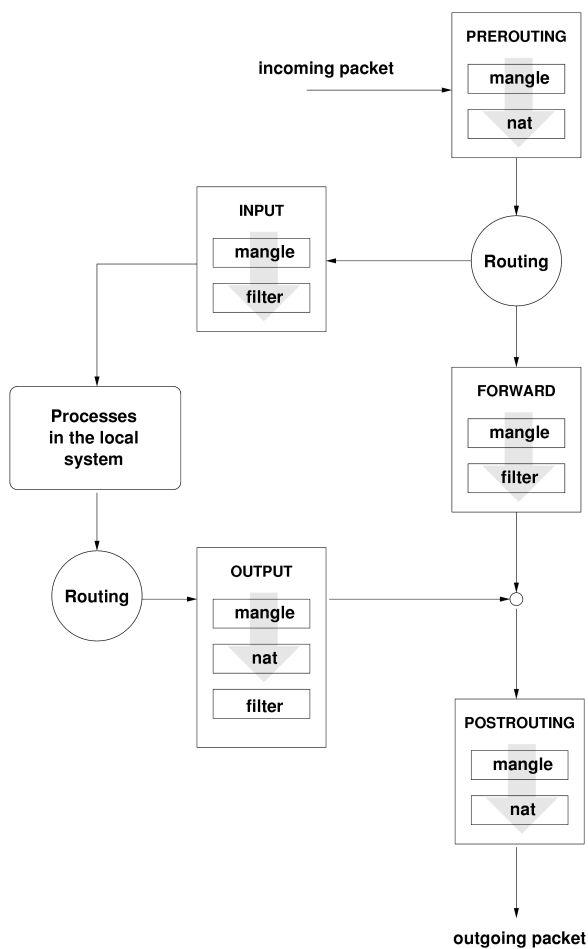 PREROUTING
incoming packet
mangle
nat
INPUT
mangle
filter
Routing
FORWARD
mangle
filter
Processes
in the local
system
Routing
OUTPUT
mangle
nat
filter
POSTROUTING
mangle
nat
outgoing packet